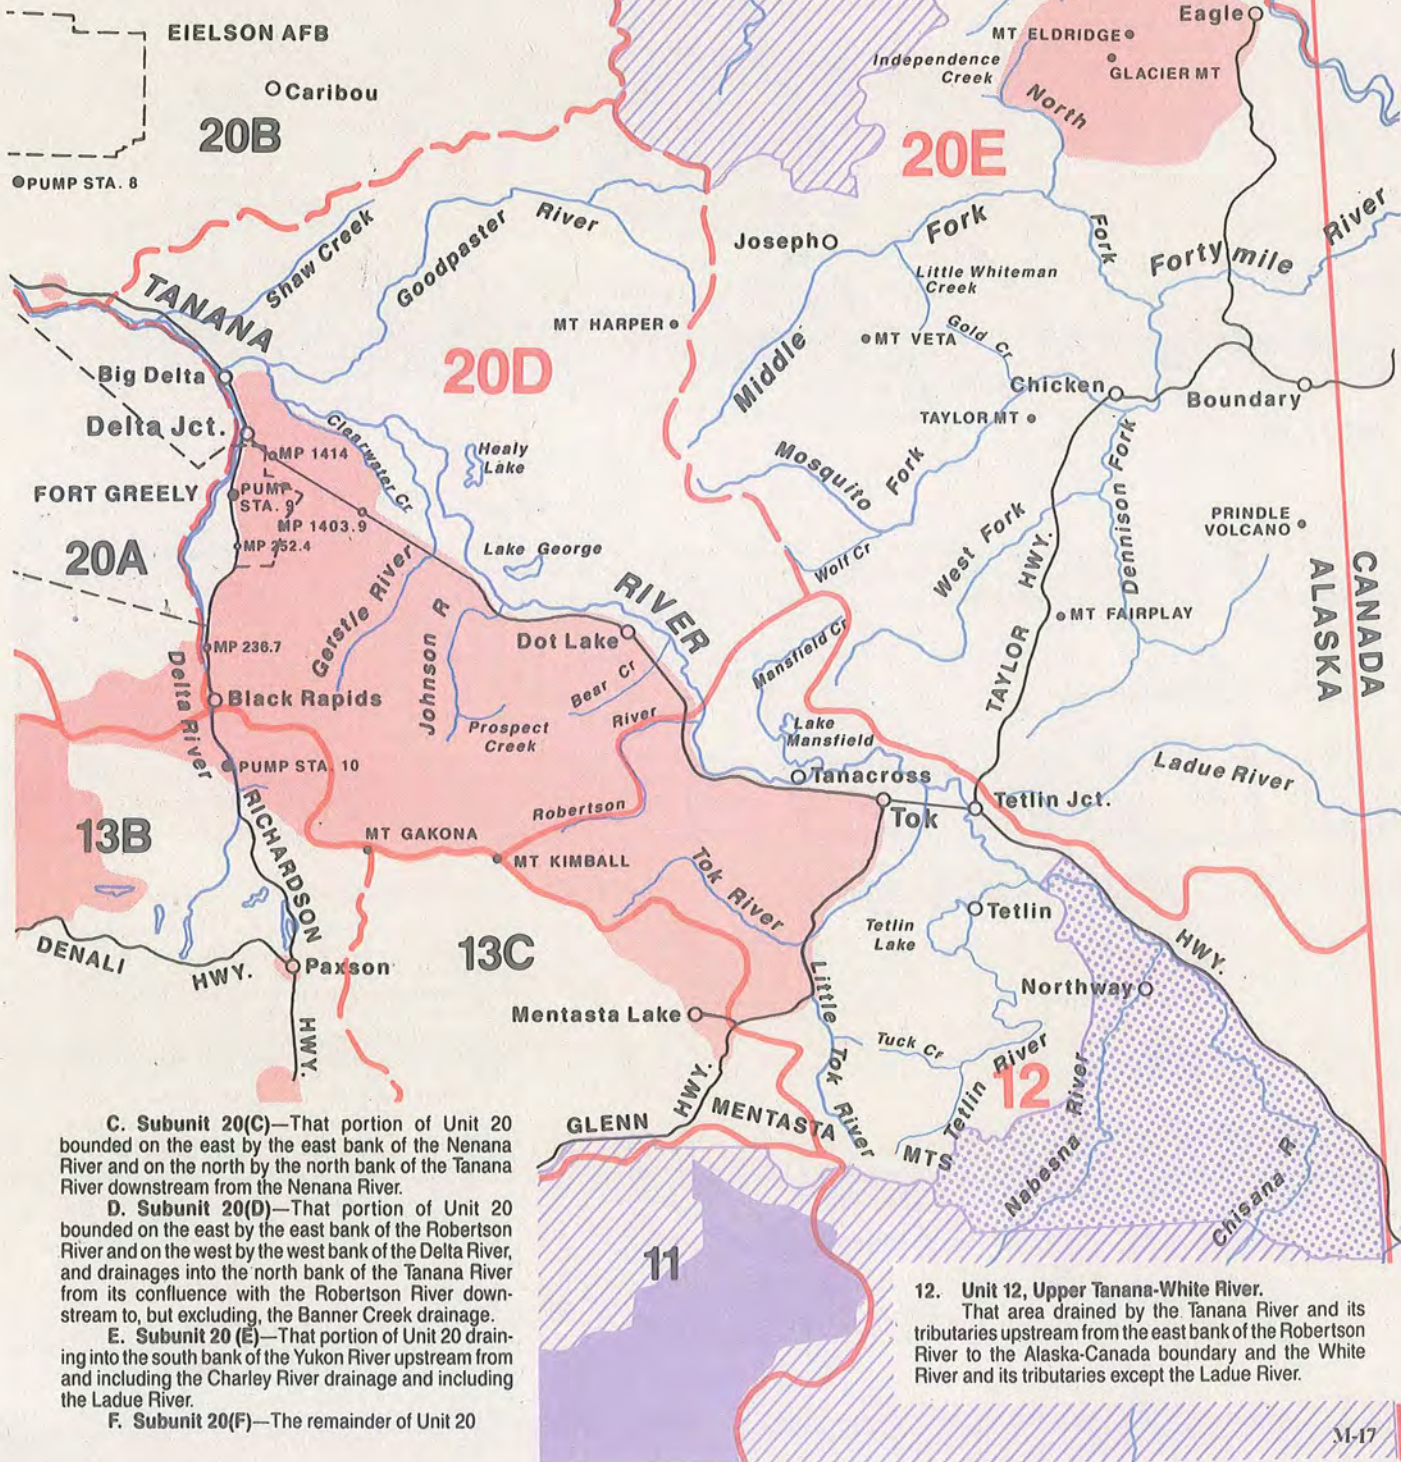 EIELSON AFB
Caribou
20B
PUMP STA. 8
Eagle
MT ELDRIDGE
GLACIER MT
Independence
Creek
North
20E
Fork
Fork
Joseph
Little Whiteman
Creek
Fortymile
River
Shaw Creek
Goodpaster River
TANANA
MT HARPER
20D
MT VETA
Gold Cr
Middle
Chicken
Boundary
TAYLOR MT
Big Delta
Delta Jct.
MP 1414
Clearwater Cr
Healy
Lake
Mosquito
Fork
FORT GREELY
PUMP
STA. 9
MP 1403.9
MP 252.4
20A
Lake George
Wolf Cr
West Fork
Dennison Fork
PRINDLE
VOLCANO
CANADA
ALASKA
RIVER
Gerstle River
Johnson R
Dot Lake
Mansfield Cr
TAYLOR HWY.
MT FAIRPLAY
MP 236.7
Delta River
Black Rapids
Bear Cr
Prospect
Creek
River
Robertson
Lake
Mansfield
Tanacross
Ladue River
PUMP STA. 10
RICHARDSON
HWY.
13B
MT GAKONA
MT KIMBALL
Tok
Tetlin Jct.
Tok River
Tetlin
Tetlin
Lake
DENALI HWY.
Paxson
13C
HWY.
Northway
Mentasta Lake
Little Tok River
Tuck Cr
Tetlin River
12
Nabesna River
Chisana R
GLENN HWY.
MENTASTA
MTS
11
C. Subunit 20(C)—That portion of Unit 20
bounded on the east by the east bank of the Nenana
River and on the north by the north bank of the Tanana
River downstream from the Nenana River.
D. Subunit 20(D)—That portion of Unit 20
bounded on the east by the east bank of the Robertson
River and on the west by the west bank of the Delta River,
and drainages into the north bank of the Tanana River
from its confluence with the Robertson River down-
stream to, but excluding, the Banner Creek drainage.
E. Subunit 20 (E)—That portion of Unit 20 drain-
ing into the south bank of the Yukon River upstream from
and including the Charley River drainage and including
the Ladue River.
F. Subunit 20(F)—The remainder of Unit 20
12. Unit 12, Upper Tanana-White River.
That area drained by the Tanana River and its
tributaries upstream from the east bank of the Robertson
River to the Alaska-Canada boundary and the White
River and its tributaries except the Ladue River.
M-17